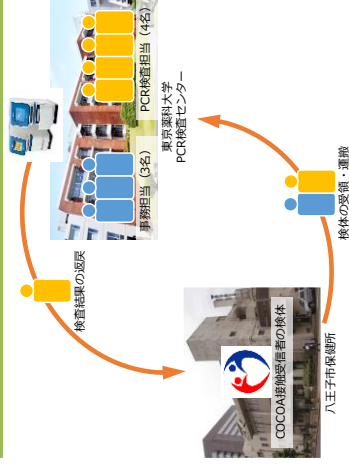 PCR検査担当（4名）
事務担当（3名）
東京薬科大学
PCR検査センター
検査結果の返戻
検体の受領・運搬
COCOA接触受信者の検体
八王子市保健所